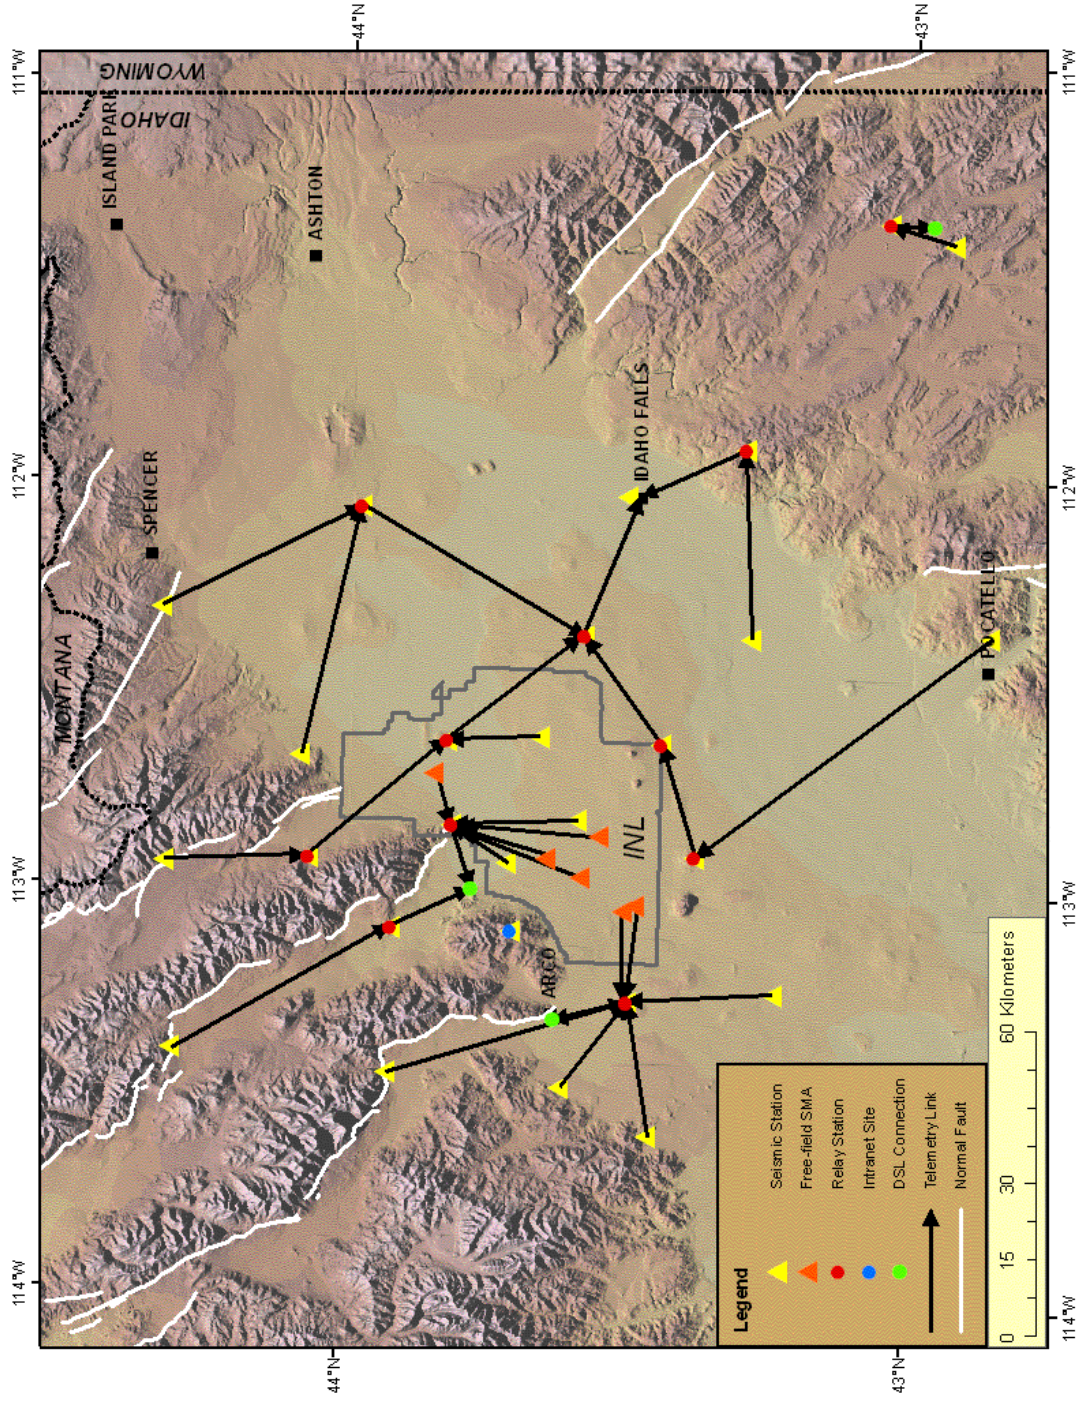 44°N
43°N
111°W
111°W
WYOMING
IDAHO
ISLAND PARK
ASHTON
112°W
112°W
SPENCER
MONTANA
IDAHO FALLS
POCATELLO
INL
113°W
113°W
ARCO
114°W
114°W
44°N
43°N
Legend
Seismic Station
Free-field SMA
Relay Station
Intranet Site
DSL Connection
Telemetry Link
Normal Fault
0 15 30 60 Kilometers